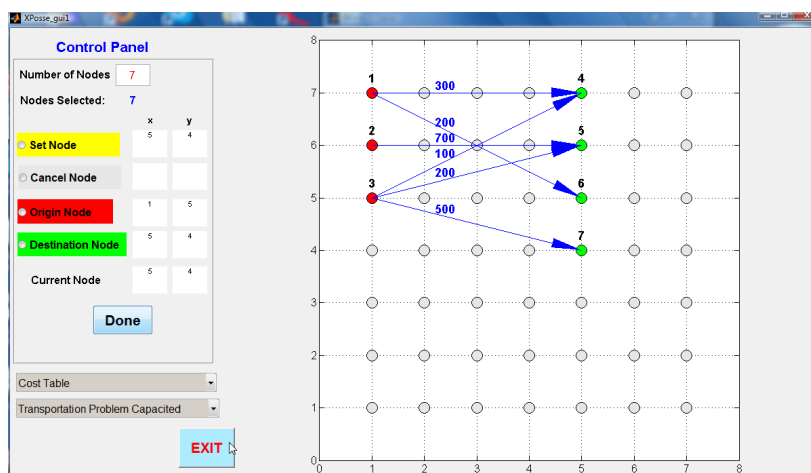 XPosse_gui1
Control Panel
Number of Nodes 7
Nodes Selected: 7
x y
Set Node 5 4
Cancel Node
Origin Node 1 5
Destination Node 5 4
Current Node 5 4
Done
Cost Table
Transportation Problem Capacited
EXIT
8
7
6
5
4
3
2
1
0
1 4
300
200
2 5
700
100
3 6
200
500
7
0 1 2 3 4 5 6 7 8